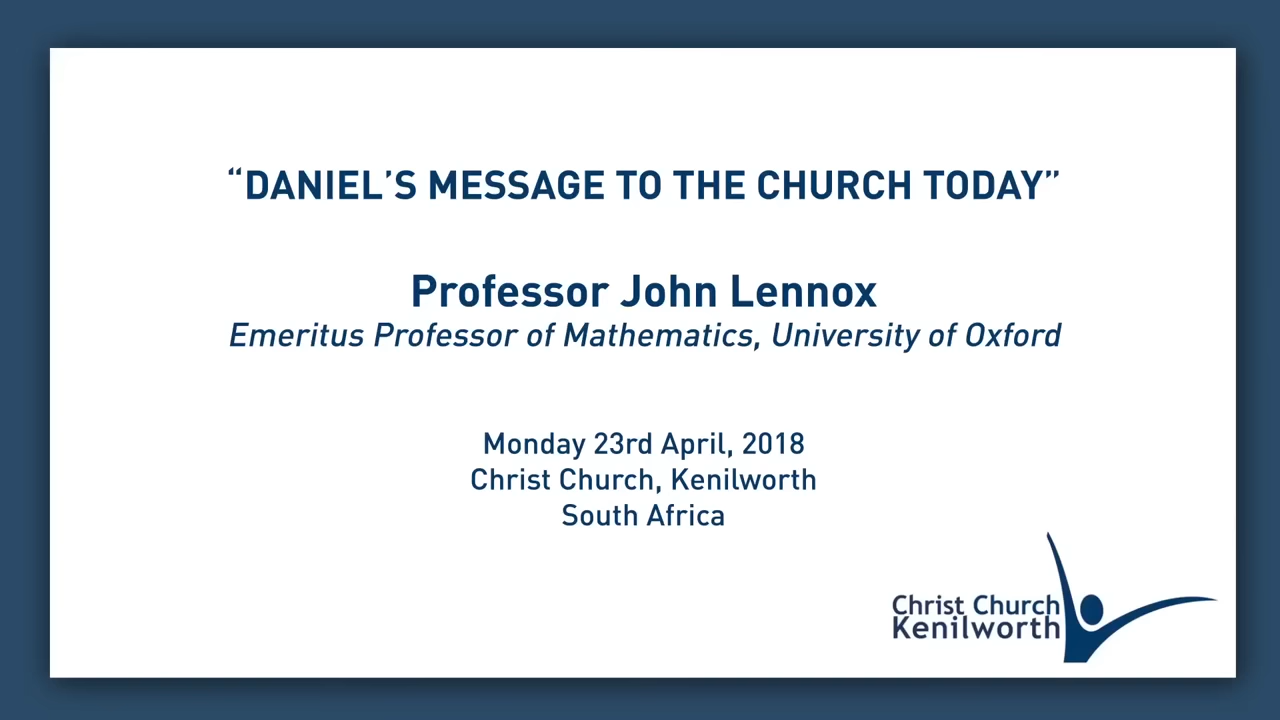 “DANIEL’S MESSAGE TO THE CHURCH TODAY”
Professor John Lennox
Emeritus Professor of Mathematics, University of Oxford
Monday 23rd April, 2018
Christ Church, Kenilworth
South Africa
Christ Church
Kenilworth